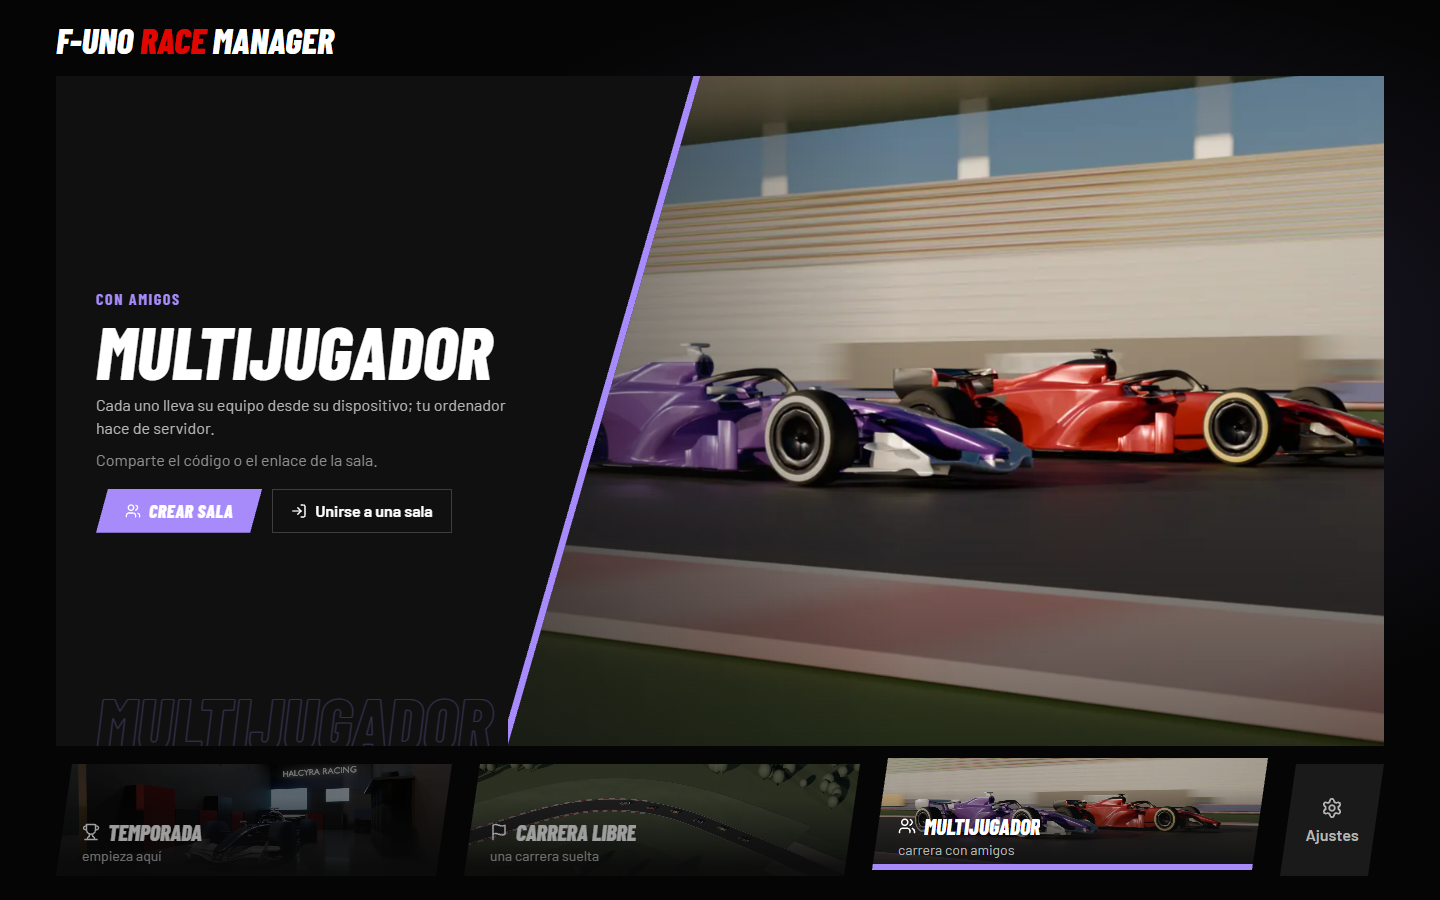 F-UNO RACE MANAGER
CON AMIGOS
MULTIJUGADOR
Cada uno lleva su equipo desde su dispositivo; tu ordenador
hace de servidor.
Comparte el código o el enlace de la sala.
CREAR SALA
Unirse a una sala
MULTIJUGADOR
HALCYRA RACING
TEMPORADA
empieza aquí
CARRERA LIBRE
una carrera suelta
MULTIJUGADOR
carrera con amigos
Ajustes